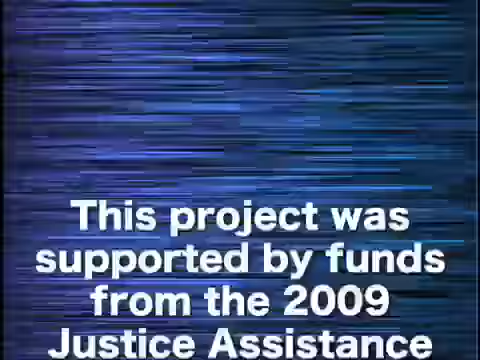 This project was
supported by funds
from the 2009
Justice Assistance